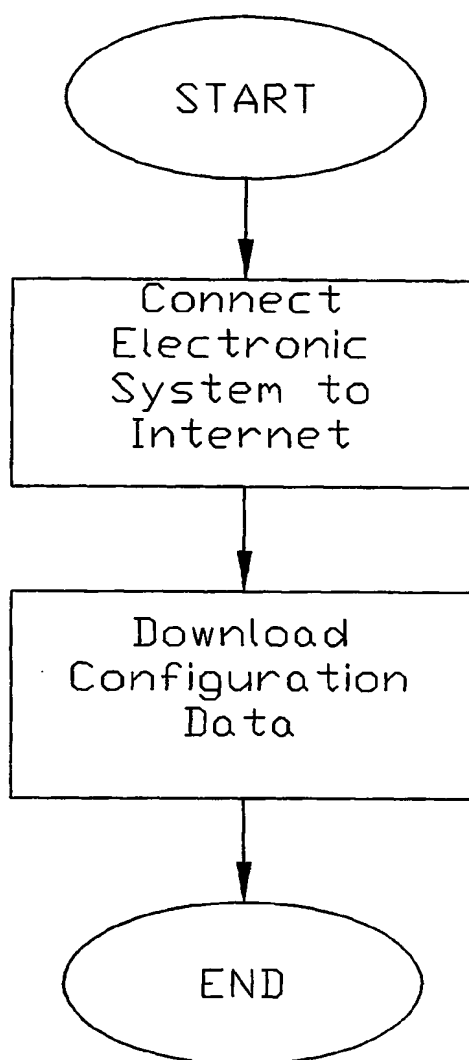 START
Connect
Electronic
System to
Internet
Download
Configuration
Data
END